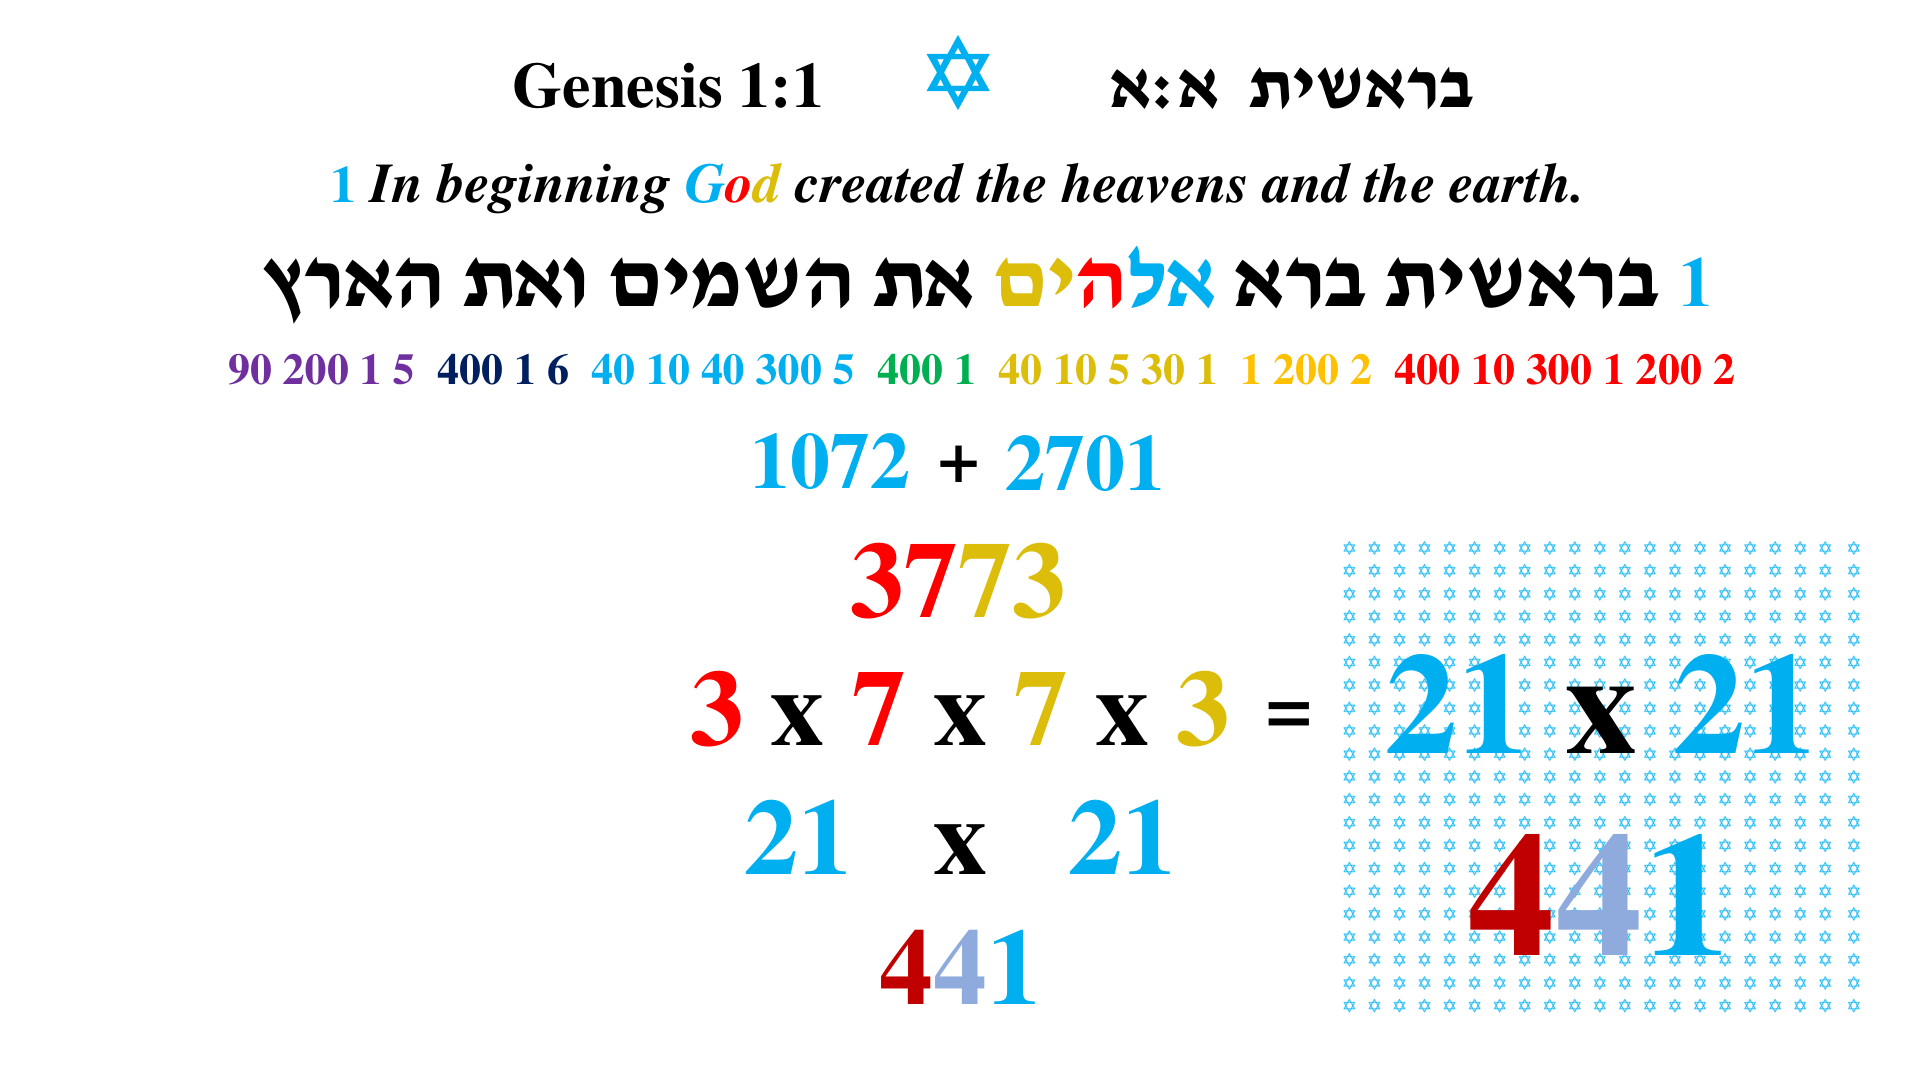 Genesis 1:1 ✡ בראשית א:א
1 In beginning God created the heavens and the earth.
1 בראשית ברא אלהים את השמים ואת הארץ
90 200 1 5 400 1 6 40 10 40 300 5 400 1 40 10 5 30 1 1 200 2 400 10 300 1 200 2
1072 + 2701
3773
3 x 7 x 7 x 3 = 21 x 21
21 x 21
441
441